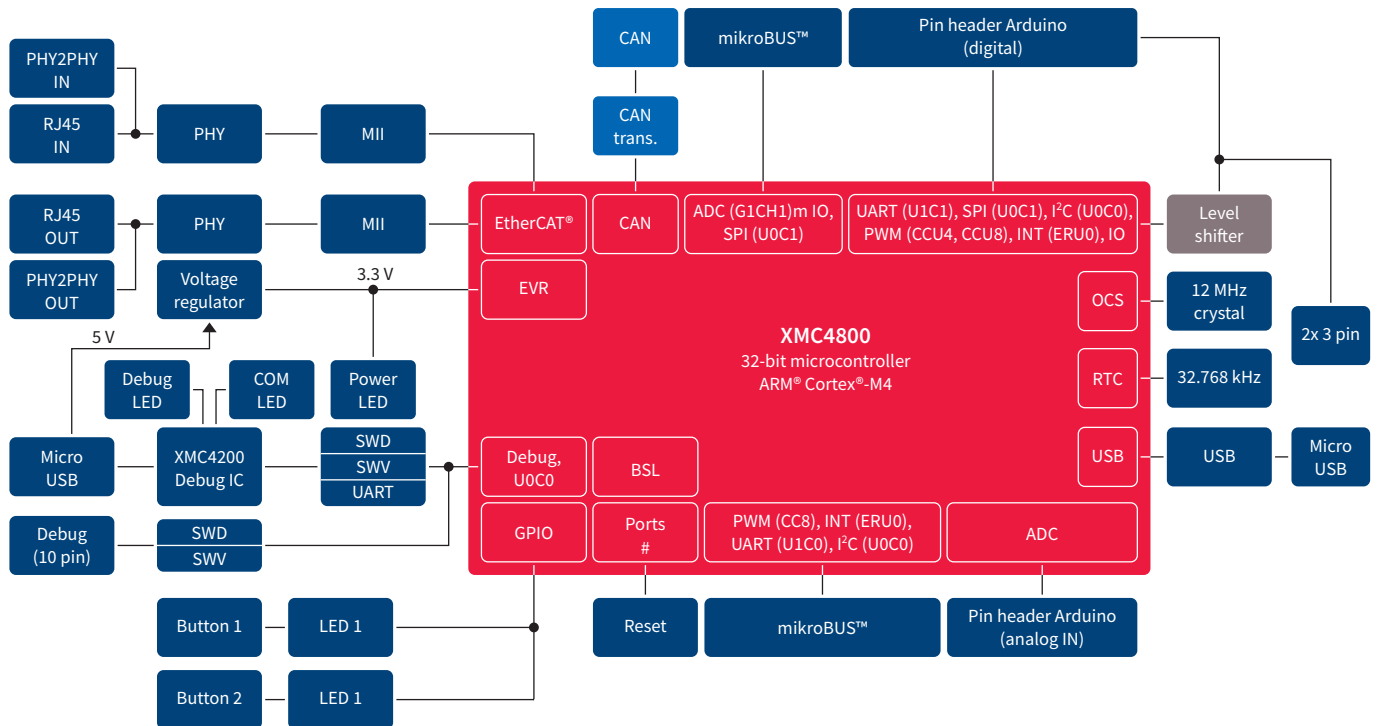 CAN
mikroBUS™
Pin header Arduino
(digital)
PHY2PHY
IN
RJ45
IN
PHY
MII
CAN
trans.
RJ45
OUT
PHY
MII
EtherCAT®
CAN
ADC (G1CH1)m IO,
SPI (U0C1)
UART (U1C1), SPI (U0C1), I²C (U0C0),
PWM (CCU4, CCU8), INT (ERU0), IO
Level
shifter
PHY2PHY
OUT
Voltage
regulator
3.3 V
EVR
OCS
12 MHz
crystal
5 V
2x 3 pin
XMC4800
32-bit microcontroller
ARM® Cortex®-M4
Debug
LED
COM
LED
Power
LED
RTC
32.768 kHz
Micro
USB
XMC4200
Debug IC
SWD
SWV
UART
Debug,
U0C0
BSL
USB
USB
Micro
USB
Debug
(10 pin)
SWD
SWV
GPIO
Ports
#
PWM (CC8), INT (ERU0),
UART (U1C0), I²C (U0C0)
ADC
Button 1
LED 1
Reset
mikroBUS™
Pin header Arduino
(analog IN)
Button 2
LED 1